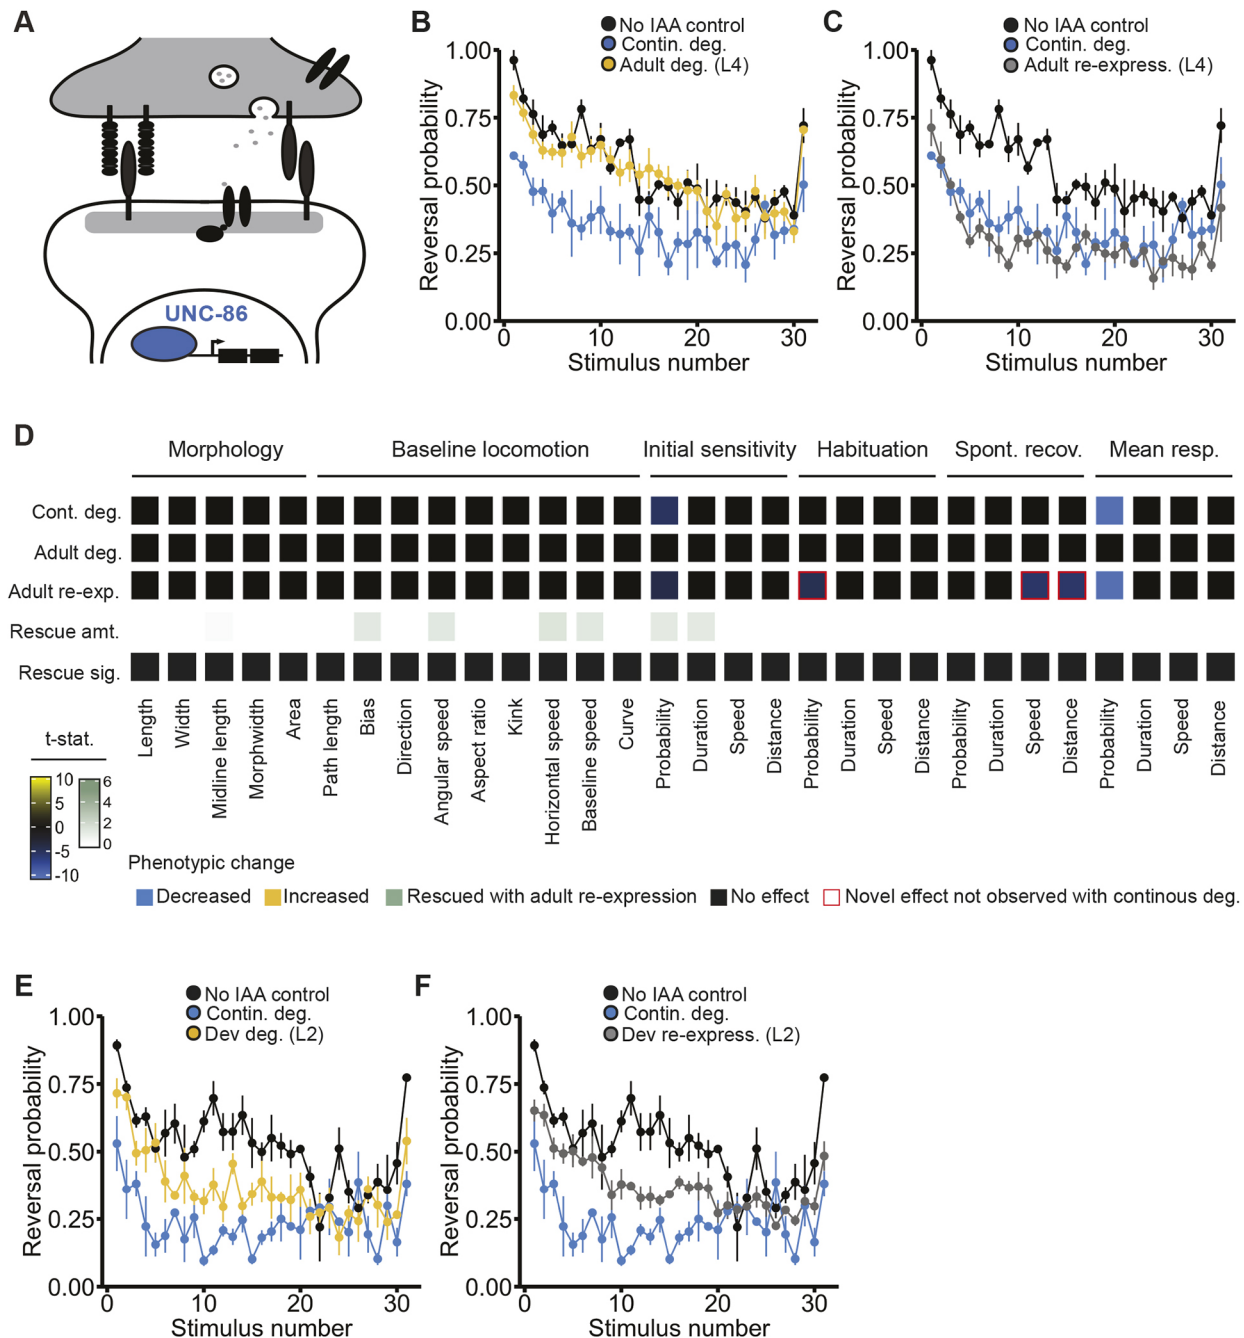 A
UNC-86
B
No IAA control
Contin. deg.
Adult deg. (L4)
1.00
0.75
0.50
0.25
0.00
Reversal probability
0
10
20
30
Stimulus number
C
No IAA control
Contin. deg.
Adult re-express. (L4)
1.00
0.75
0.50
0.25
0.00
Reversal probability
0
10
20
30
Stimulus number
D
Morphology
Baseline locomotion
Initial sensitivity
Habituation
Spont. recov.
Mean resp.
Cont. deg.
Adult deg.
Adult re-exp.
Rescue amt.
Rescue sig.
Length
Width
Midline length
Morphwidth
Area
Path length
Bias
Direction
Angular speed
Aspect ratio
Kink
Horizontal speed
Baseline speed
Curve
Probability
Duration
Speed
Distance
Probability
Duration
Speed
Distance
Probability
Duration
Speed
Distance
Probability
Duration
Speed
Distance
t-stat.
10
5
0
-5
-10
6
4
2
0
Phenotypic change
Decreased
Increased
Rescued with adult re-expression
No effect
Novel effect not observed with continous deg.
E
No IAA control
Contin. deg.
Dev deg. (L2)
1.00
0.75
0.50
0.25
0.00
Reversal probability
0
10
20
30
Stimulus number
F
No IAA control
Contin. deg.
Dev re-express. (L2)
1.00
0.75
0.50
0.25
0.00
Reversal probability
0
10
20
30
Stimulus number